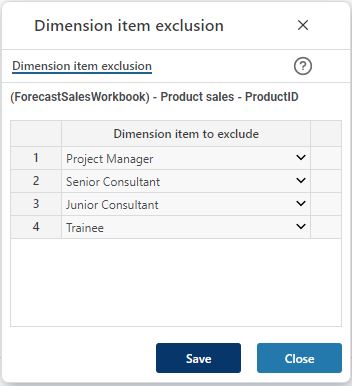 Dimension item exclusion
Dimension item exclusion
(ForecastSalesWorkbook) - Product sales - ProductID
Dimension item to exclude
1 Project Manager
2 Senior Consultant
3 Junior Consultant
4 Trainee
Save Close